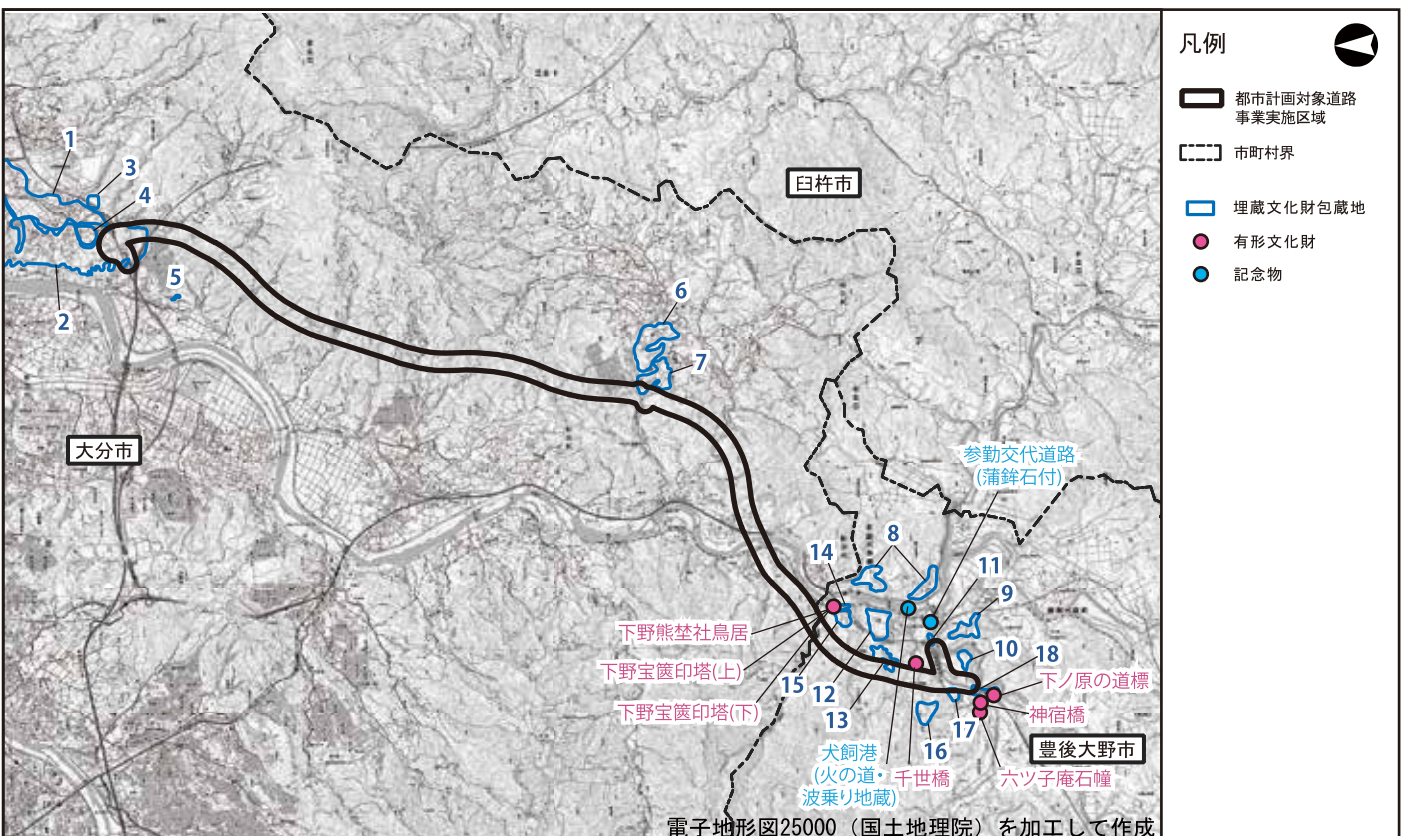 1
3
4
5
2
臼杵市
6
7
大分市
参勤交代道路
(蒲鉾石付)
8
14
11
9
下野熊埜社鳥居
下野宝篋印塔(上)
下野宝篋印塔(下)
15
12
13
10
18
下ノ原の道標
神宿橋
17
16
豊後大野市
犬飼港
(火の道・
波乗り地蔵)
千世橋
六ツ子庵石幢
電子地形図25000（国土地理院）を加工して作成
凡例
都市計画対象道路
事業実施区域
市町村界
埋蔵文化財包蔵地
有形文化財
記念物